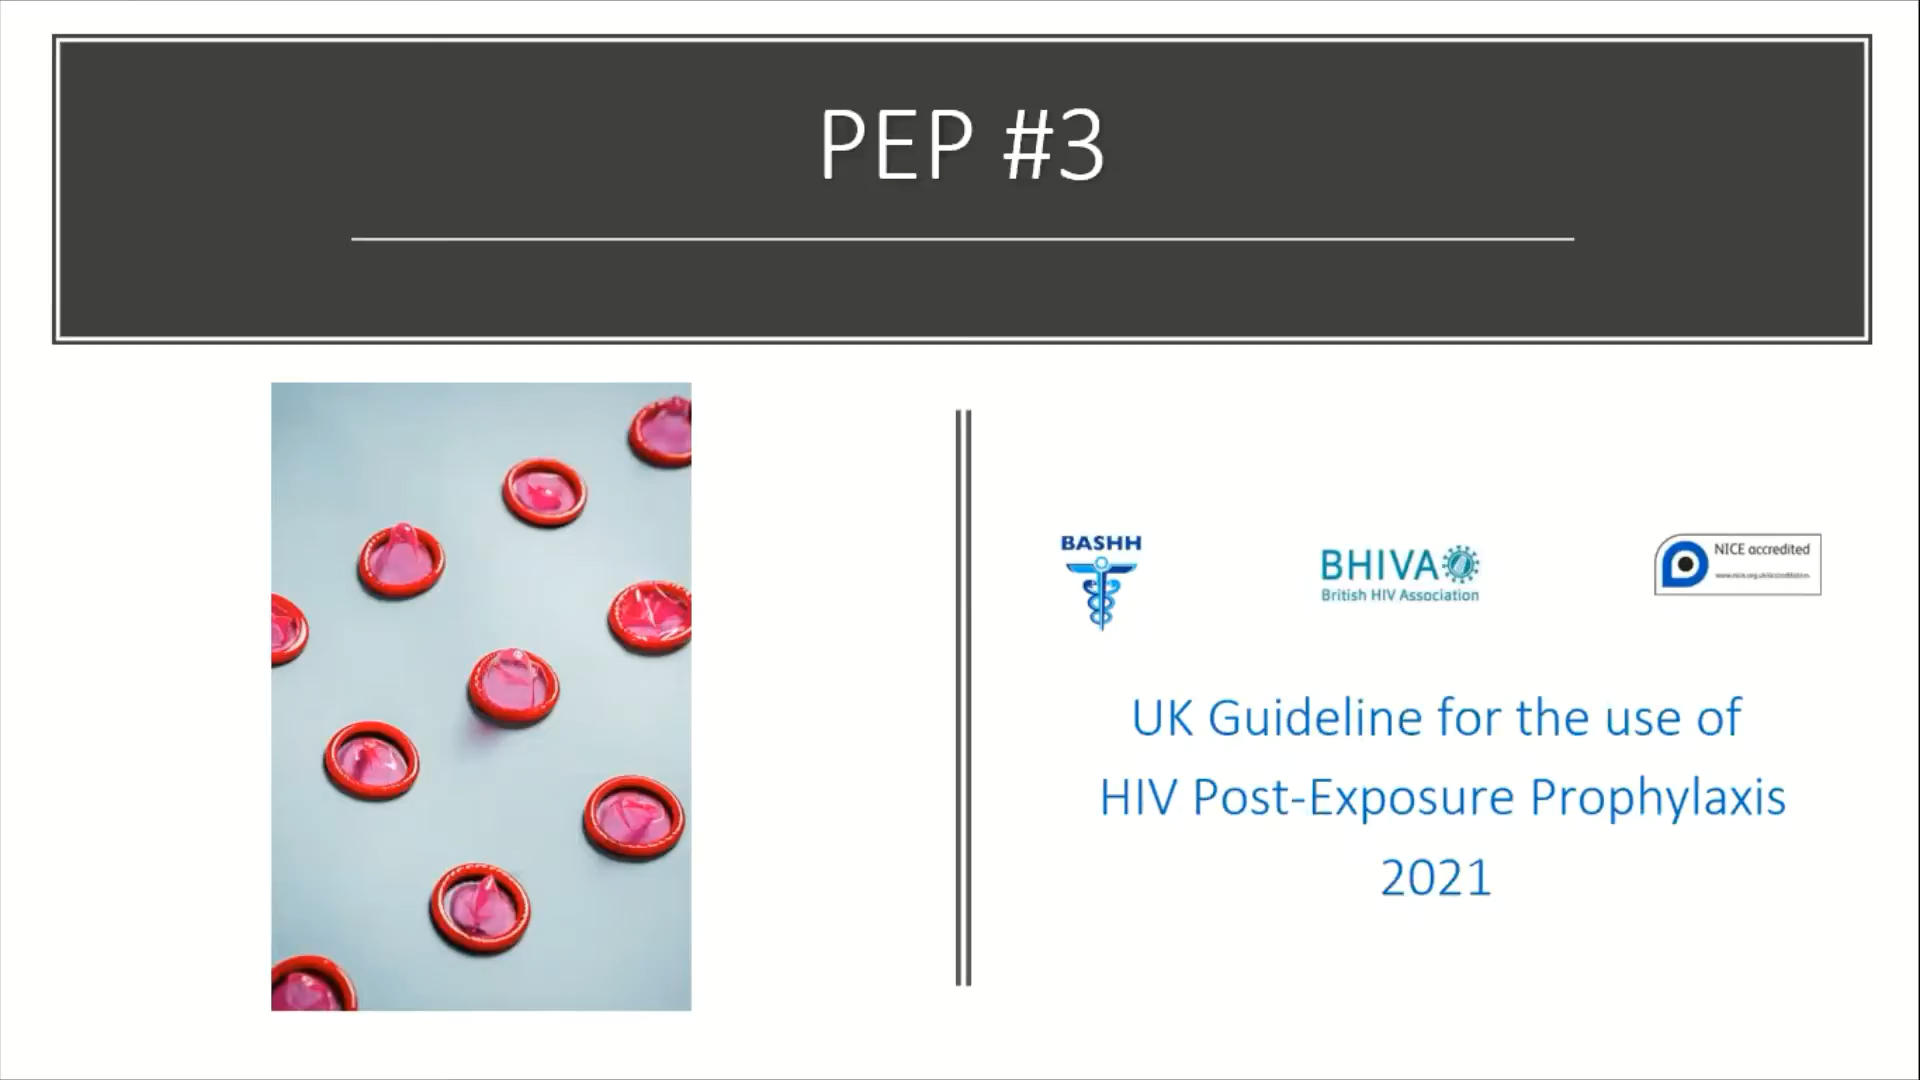 PEP #3
BASHH
BHIVA
British HIV Association
NICE accredited
UK Guideline for the use of
HIV Post-Exposure Prophylaxis
2021